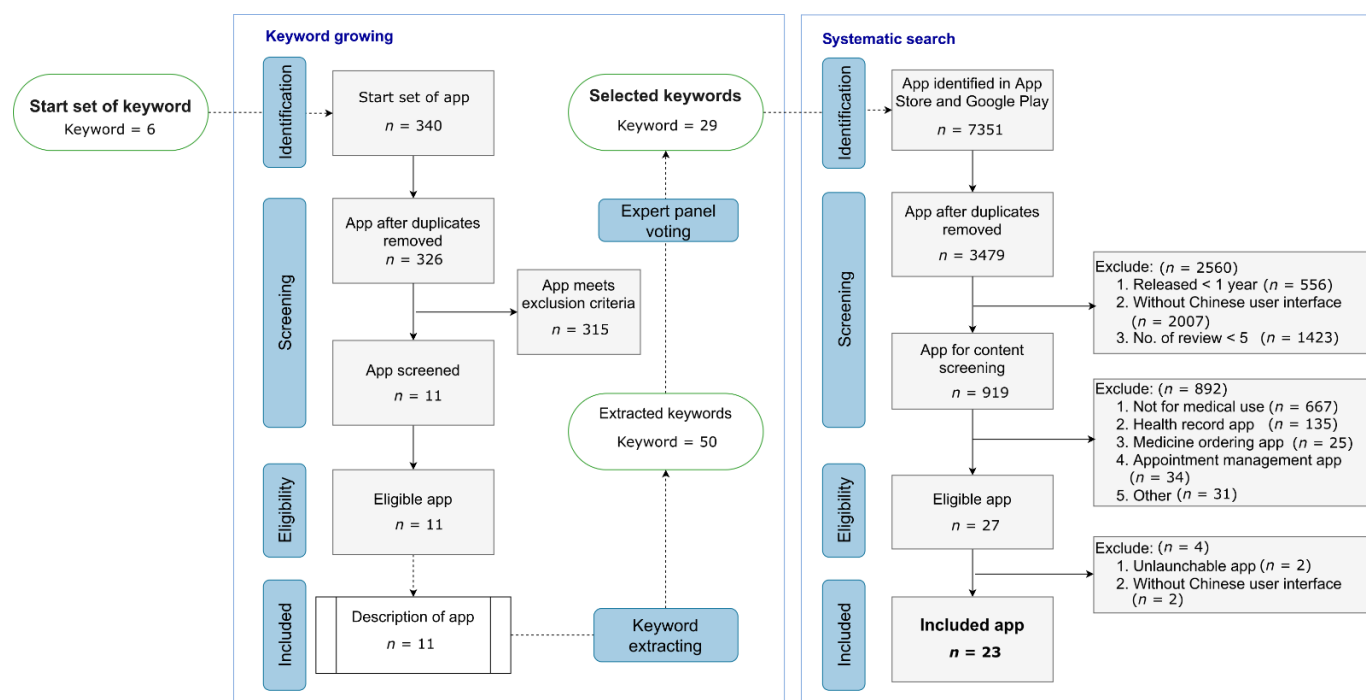 Start set of keyword
Keyword = 6
Keyword growing
Identification
Start set of app
n = 340
Screening
App after duplicates
removed
n = 326
App meets
exclusion criteria
n = 315
App screened
n = 11
Eligibility
Eligible app
n = 11
Included
Description of app
n = 11
Keyword
extracting
Extracted keywords
Keyword = 50
Expert panel
voting
Selected keywords
Keyword = 29
Systematic search
Identification
App identified in App
Store and Google Play
n = 7351
Screening
App after duplicates
removed
n = 3479
Exclude: (n = 2560)
1. Released < 1 year (n = 556)
2. Without Chinese user interface
(n = 2007)
3. No. of review < 5 (n = 1423)
App for content
screening
n = 919
Exclude: (n = 892)
1. Not for medical use (n = 667)
2. Health record app (n = 135)
3. Medicine ordering app (n = 25)
4. Appointment management app
(n = 34)
5. Other (n = 31)
Eligibility
Eligible app
n = 27
Exclude: (n = 4)
1. Unlaunchable app (n = 2)
2. Without Chinese user interface
(n = 2)
Included
Included app
n = 23